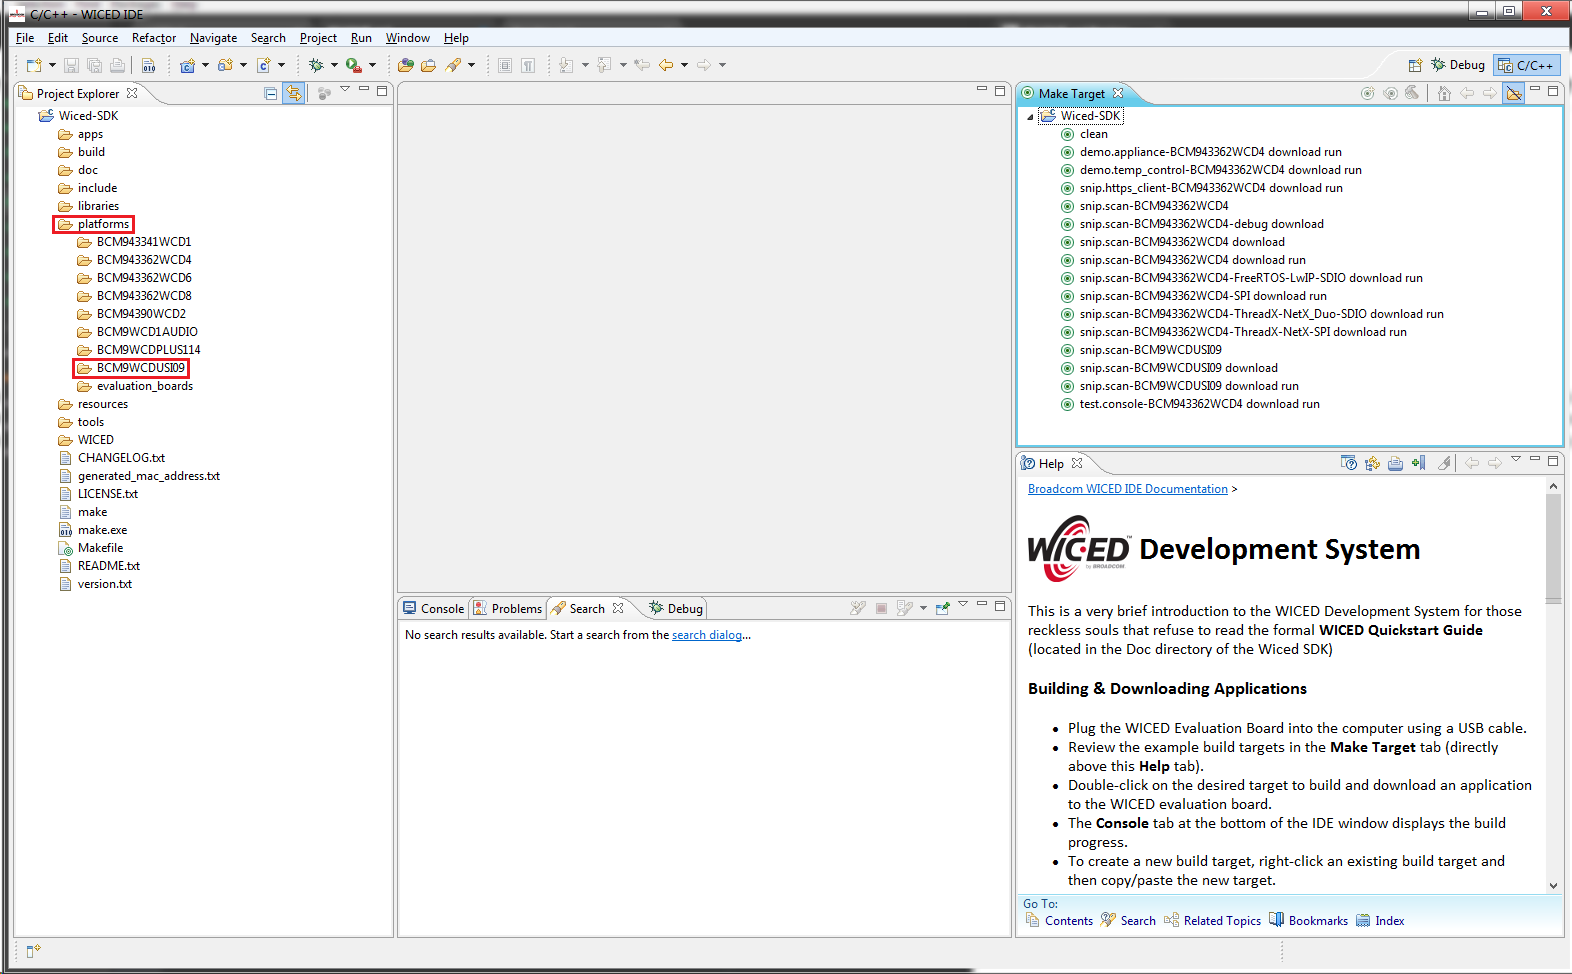 C/C++ - WICED IDE
File Edit Source Refactor Navigate Search Project Run Window Help
Debug C/C++
Project Explorer
Wiced-SDK
apps
build
doc
include
libraries
platforms
BCM943341WCD1
BCM943362WCD4
BCM943362WCD6
BCM943362WCD8
BCM94390WCD2
BCM9WCD1AUDIO
BCM9WCDPLUS114
BCM9WCDUSI09
evaluation_boards
resources
tools
WICED
CHANGELOG.txt
generated_mac_address.txt
LICENSE.txt
make
make.exe
Makefile
README.txt
version.txt
Console Problems Search Debug
No search results available. Start a search from the search dialog...
Make Target
Wiced-SDK
clean
demo.appliance-BCM943362WCD4 download run
demo.temp_control-BCM943362WCD4 download run
snip.https_client-BCM943362WCD4 download run
snip.scan-BCM943362WCD4
snip.scan-BCM943362WCD4-debug download
snip.scan-BCM943362WCD4 download
snip.scan-BCM943362WCD4 download run
snip.scan-BCM943362WCD4-FreeRTOS-LwIP-SDIO download run
snip.scan-BCM943362WCD4-SPI download run
snip.scan-BCM943362WCD4-ThreadX-NetX_Duo-SDIO download run
snip.scan-BCM943362WCD4-ThreadX-NetX-SPI download run
snip.scan-BCM9WCDUSI09
snip.scan-BCM9WCDUSI09 download
snip.scan-BCM9WCDUSI09 download run
test.console-BCM943362WCD4 download run
Help
Broadcom WICED IDE Documentation >
WICED™ by BROADCOM Development System
This is a very brief introduction to the WICED Development System for those
reckless souls that refuse to read the formal WICED Quickstart Guide
(located in the Doc directory of the Wiced SDK)
Building & Downloading Applications
• Plug the WICED Evaluation Board into the computer using a USB cable.
• Review the example build targets in the Make Target tab (directly
above this Help tab).
• Double-click on the desired target to build and download an application
to the WICED evaluation board.
• The Console tab at the bottom of the IDE window displays the build
progress.
• To create a new build target, right-click an existing build target and
then copy/paste the new target.
Go To:
Contents Search Related Topics Bookmarks Index